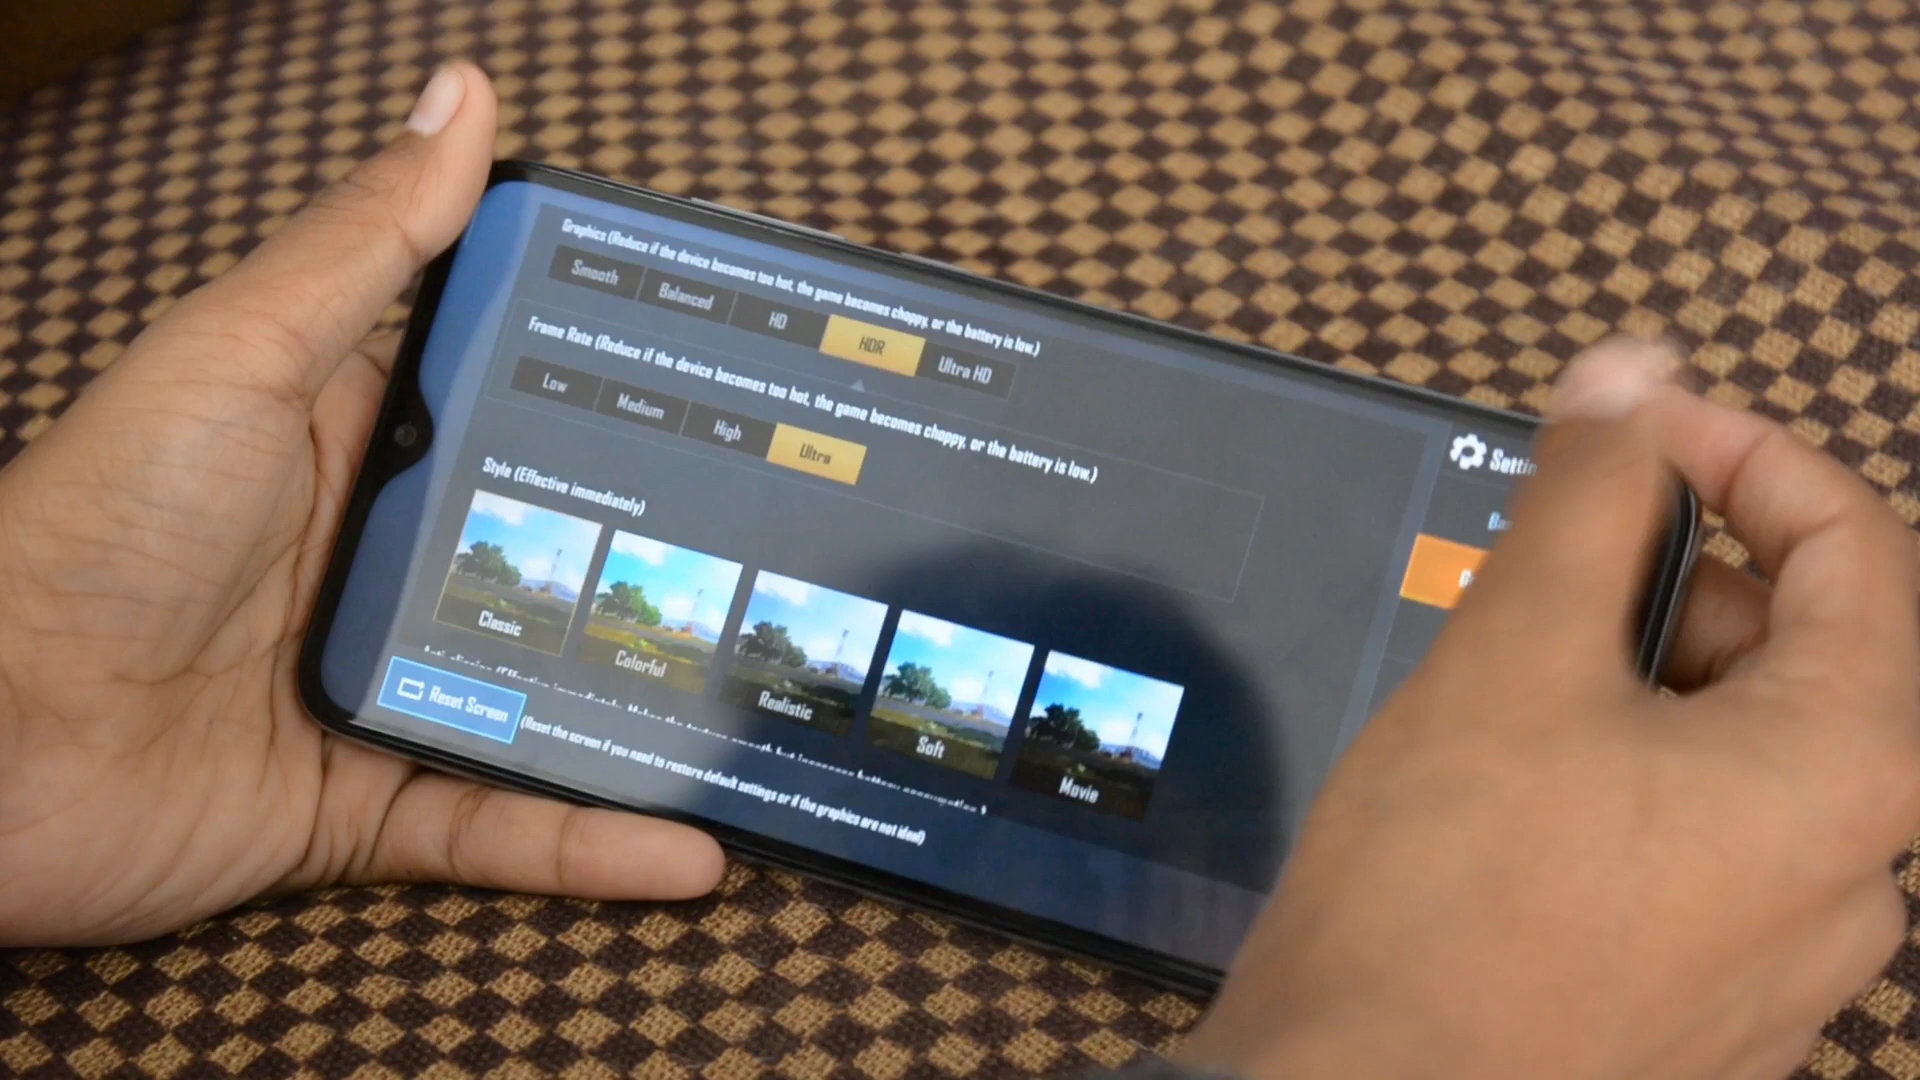 Graphics (Reduce if the device becomes too hot, the game becomes choppy, or the battery is low.)
Smooth Balanced HD HDR Ultra HD
Frame Rate (Reduce if the device becomes too hot, the game becomes choppy, or the battery is low.)
Low Medium High Ultra
Style (Effective immediately)
Classic Colorful Realistic Soft Movie
Reset Screen (Reset the screen if you need to restore default settings or if the graphics are not ideal)